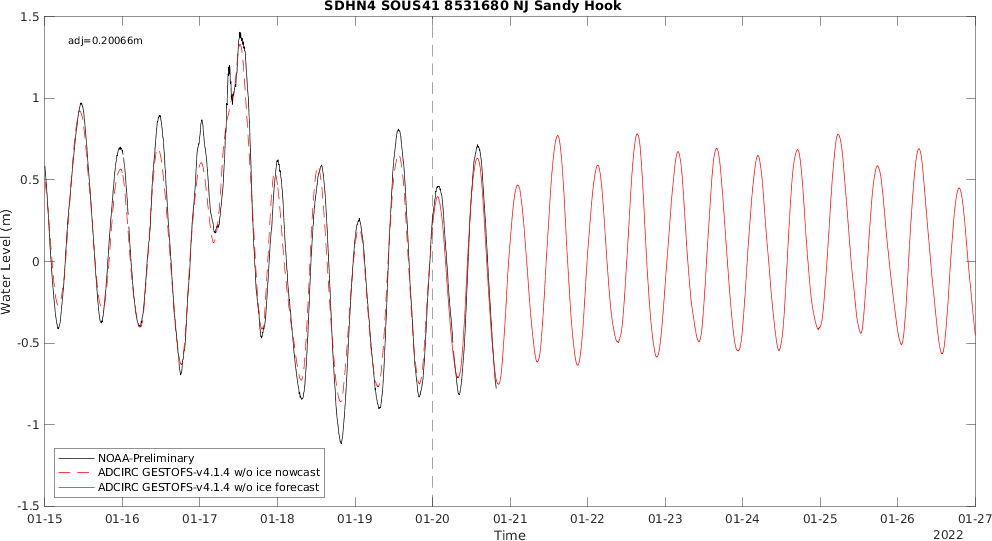 SDHN4 SOUS41 8531680 NJ Sandy Hook
1.5
adj=0.20066m
1
0.5
0
-0.5
-1
-1.5
Water Level (m)
NOAA-Preliminary
ADCIRC GESTOFS-v4.1.4 w/o ice nowcast
ADCIRC GESTOFS-v4.1.4 w/o ice forecast
01-15 01-16 01-17 01-18 01-19 01-20 01-21 01-22 01-23 01-24 01-25 01-26 01-27
Time
2022